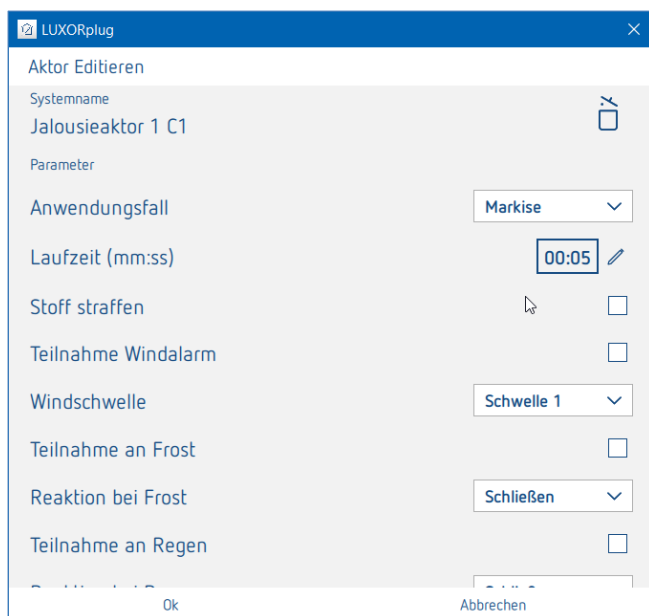 LUXORplug
Aktor Editieren
Systemname
Jalousieaktor 1 C1
Parameter
Anwendungsfall Markise
Laufzeit (mm:ss) 00:05
Stoff straffen
Teilnahme Windalarm
Windschwelle Schwelle 1
Teilnahme an Frost
Reaktion bei Frost Schließen
Teilnahme an Regen
Ok Abbrechen